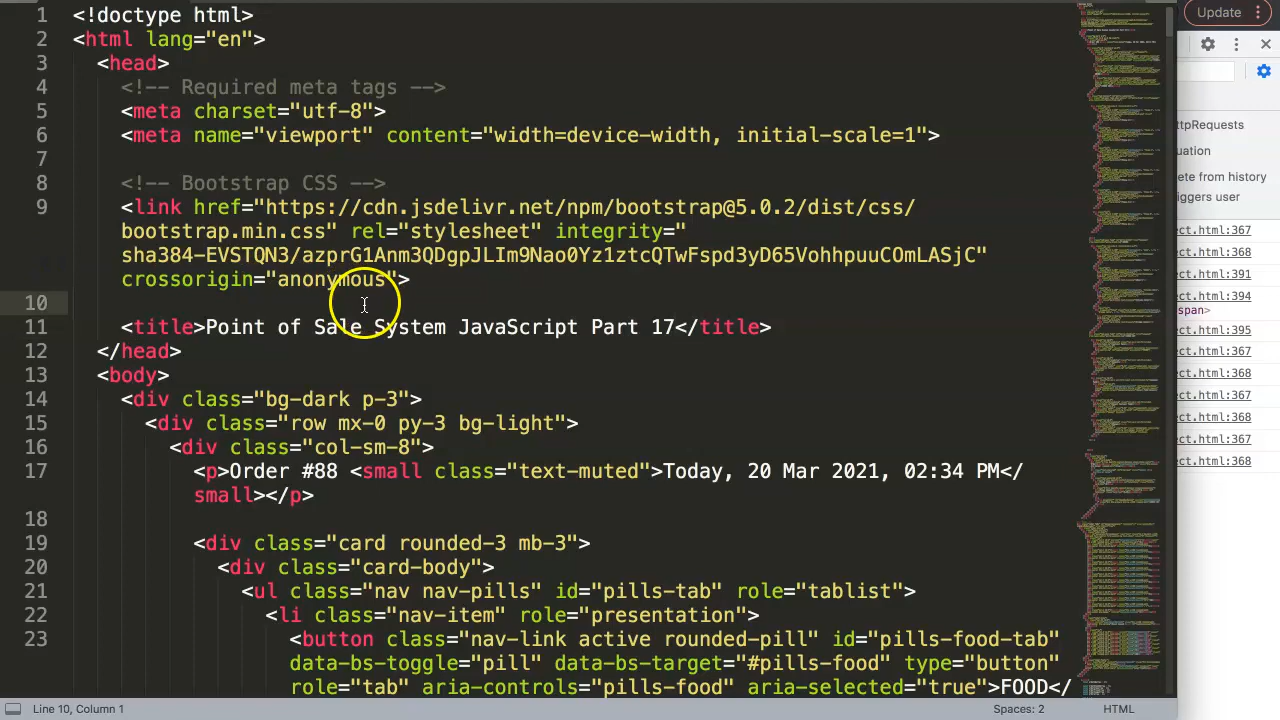 1 <!doctype html>
2 <html lang="en">
3 <head>
4 <!-- Required meta tags -->
5 <meta charset="utf-8">
6 <meta name="viewport" content="width=device-width, initial-scale=1">
7
8 <!-- Bootstrap CSS -->
9 <link href="https://cdn.jsdelivr.net/npm/bootstrap@5.0.2/dist/css/
bootstrap.min.css" rel="stylesheet" integrity="
sha384-EVSTQN3/azprG1Anm3QDgpJLIm9Nao0Yz1ztcQTwFspd3yD65VohhpuuCOmLASjC"
crossorigin="anonymous">
10
11 <title>Point of Sale System JavaScript Part 17</title>
12 </head>
13 <body>
14 <div class="bg-dark p-3">
15 <div class="row mx-0 py-3 bg-light">
16 <div class="col-sm-8">
17 <p>Order #88 <small class="text-muted">Today, 20 Mar 2021, 02:34 PM</
small></p>
18
19 <div class="card rounded-3 mb-3">
20 <div class="card-body">
21 <ul class="nav nav-pills" id="pills-tab" role="tablist">
22 <li class="nav-item" role="presentation">
23 <button class="nav-link active rounded-pill" id="pills-food-tab"
data-bs-toggle="pill" data-bs-target="#pills-food" type="button"
role="tab" aria-controls="pills-food" aria-selected="true">FOOD</
Line 10, Column 1
Spaces: 2
HTML
Update
ttpRequests
uation
ete from history
iggers user
ect.html:367
ect.html:368
ect.html:391
ect.html:394
span>
ect.html:395
ect.html:367
ect.html:368
ect.html:367
ect.html:368
ect.html:367
ect.html:368